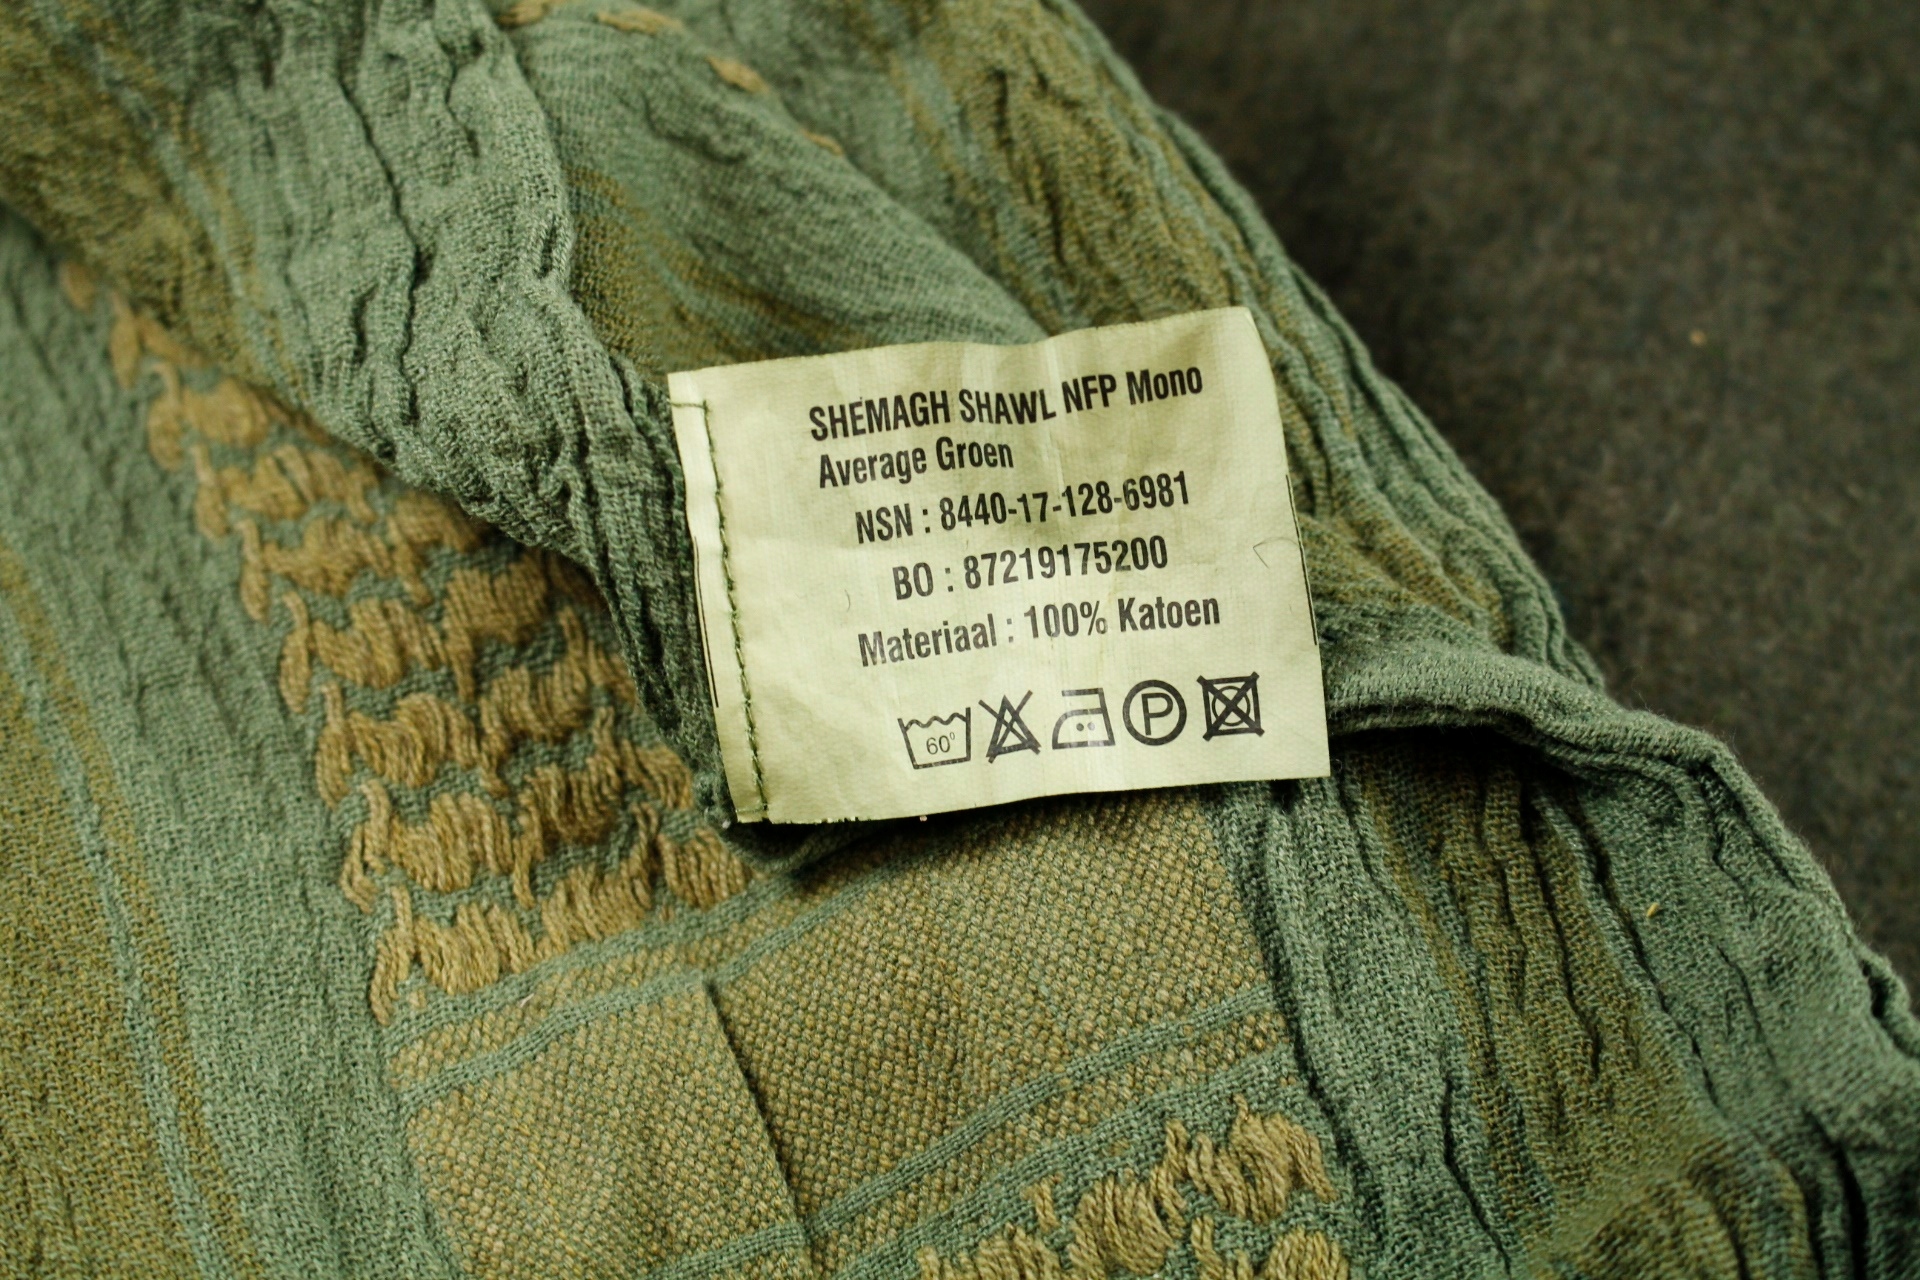 SHEMAGH SHAWL NFP Mono
Average Groen
NSN : 8440-17-128-6981
BO : 87219175200
Materiaal : 100% Katoen
60° P